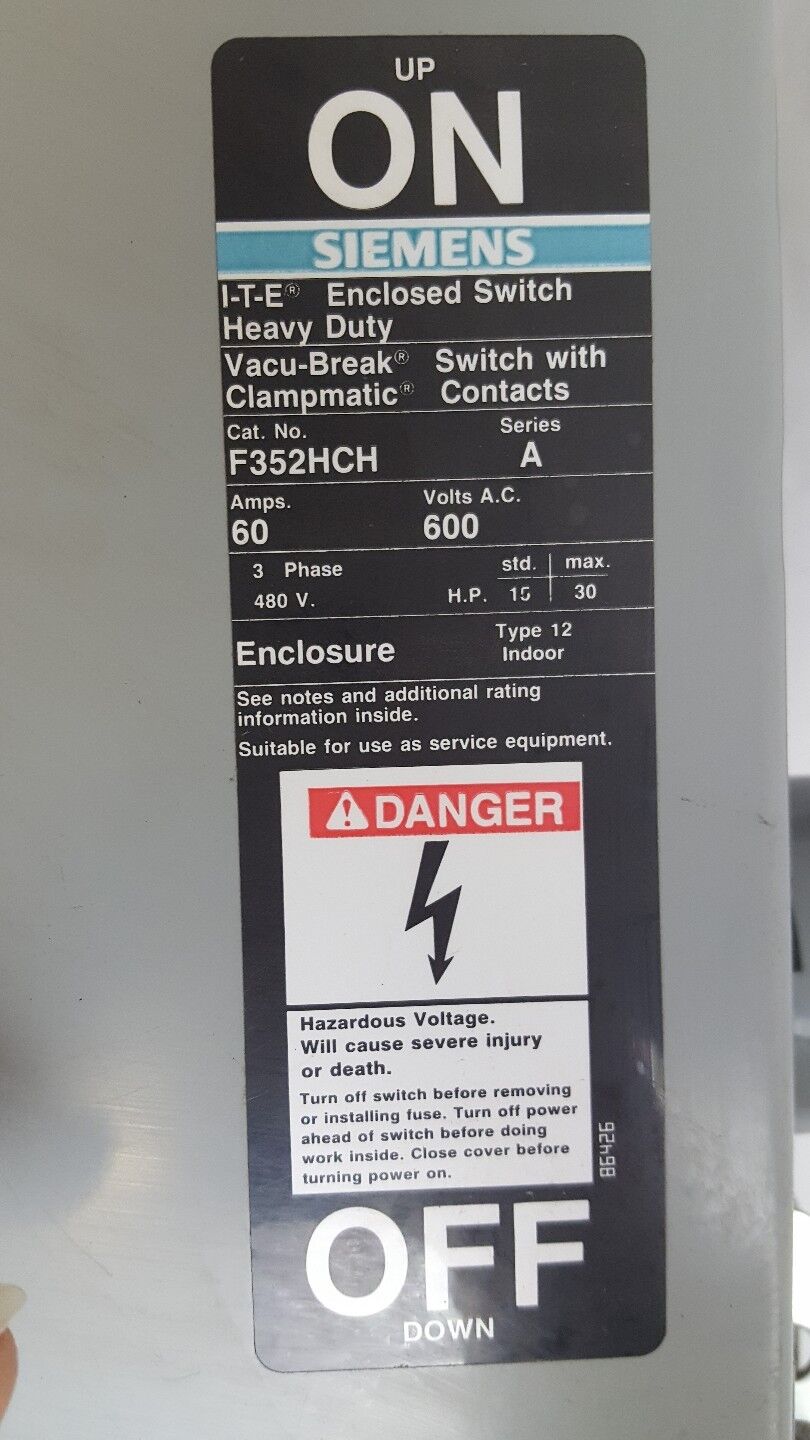 UP
ON
SIEMENS
I-T-E® Enclosed Switch
Heavy Duty
Vacu-Break® Switch with
Clampmatic® Contacts
Cat. No. Series
F352HCH A
Amps. Volts A.C.
60 600
3 Phase std. max.
480 V. H.P. 15 30
Enclosure Type 12
Indoor
See notes and additional rating
information inside.
Suitable for use as service equipment.
DANGER
Hazardous Voltage.
Will cause severe injury
or death.
Turn off switch before removing
or installing fuse. Turn off power
ahead of switch before doing
work inside. Close cover before
turning power on.
86426
OFF
DOWN